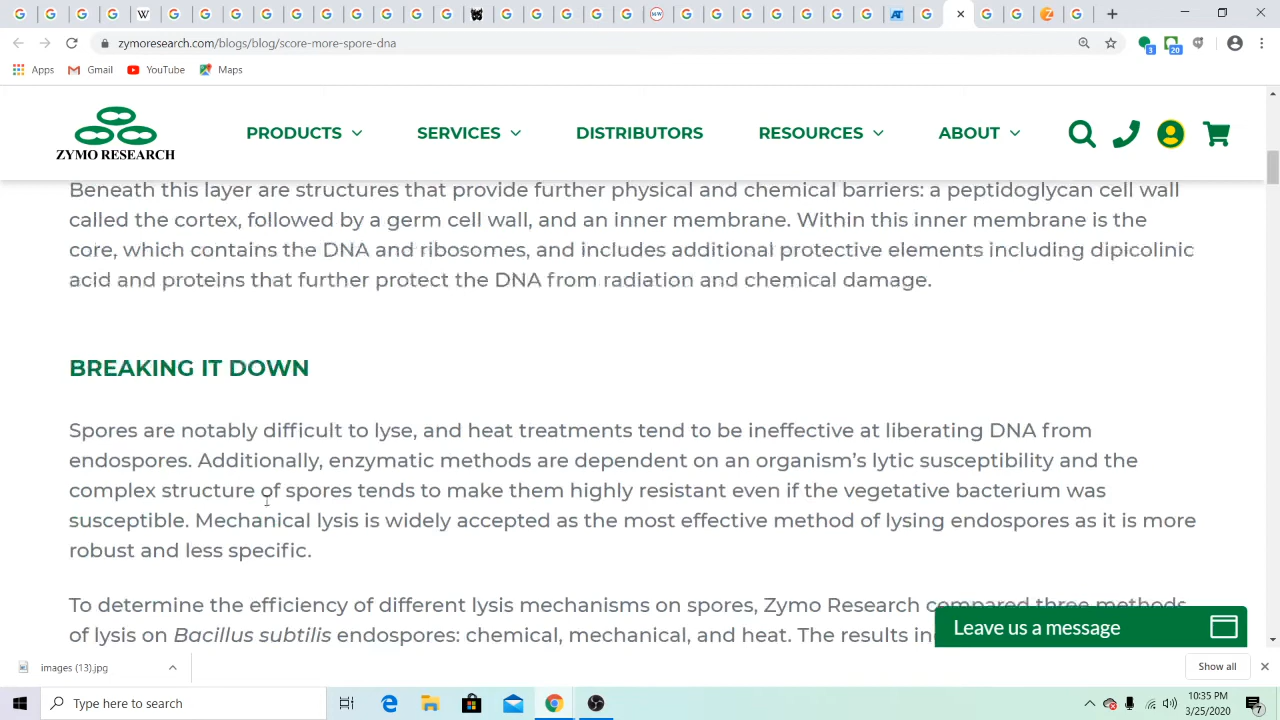 zymoresearch.com/blogs/blog/score-more-spore-dna
3
20
Apps
Gmail
YouTube
Maps
ZYMO RESEARCH
PRODUCTS
SERVICES
DISTRIBUTORS
RESOURCES
ABOUT
Beneath this layer are structures that provide further physical and chemical barriers: a peptidoglycan cell wall
called the cortex, followed by a germ cell wall, and an inner membrane. Within this inner membrane is the
core, which contains the DNA and ribosomes, and includes additional protective elements including dipicolinic
acid and proteins that further protect the DNA from radiation and chemical damage.
BREAKING IT DOWN
Spores are notably difficult to lyse, and heat treatments tend to be ineffective at liberating DNA from
endospores. Additionally, enzymatic methods are dependent on an organism's lytic susceptibility and the
complex structure of spores tends to make them highly resistant even if the vegetative bacterium was
susceptible. Mechanical lysis is widely accepted as the most effective method of lysing endospores as it is more
robust and less specific.
To determine the efficiency of different lysis mechanisms on spores, Zymo Research compared three methods
of lysis on Bacillus subtilis endospores: chemical, mechanical, and heat. The results
Leave us a message
images (13).jpg
Show all
Type here to search
10:35 PM
3/25/2020
7